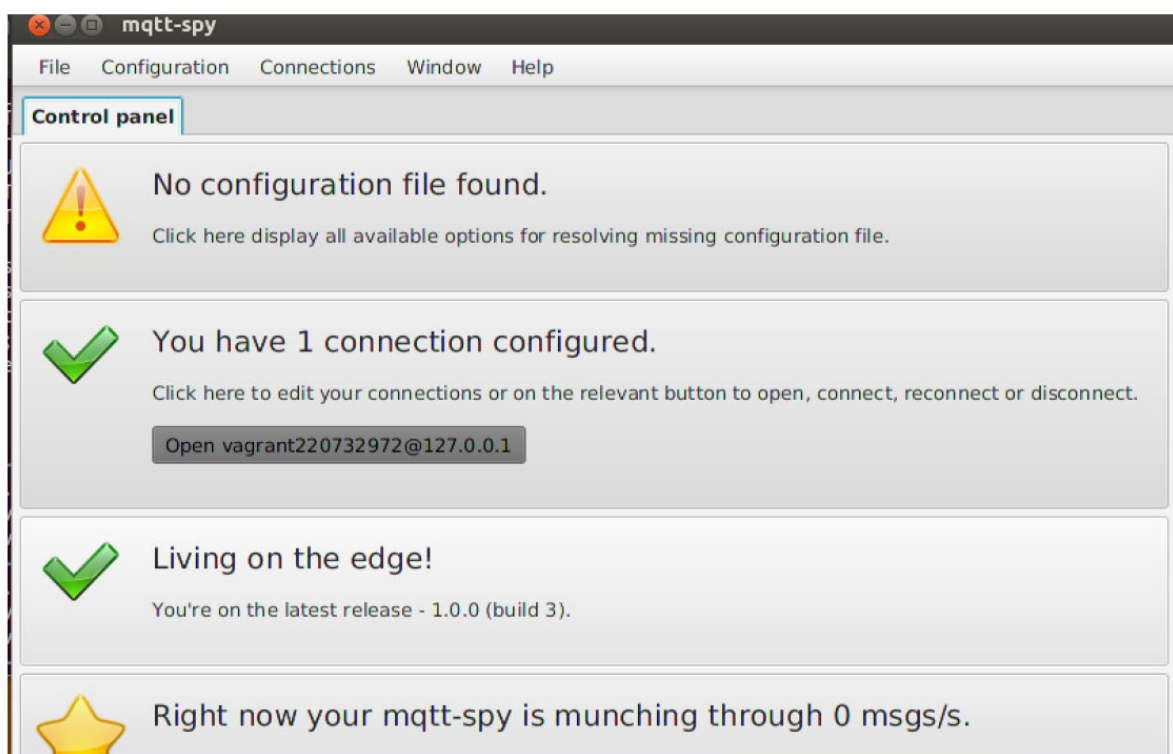 mqtt-spy
File Configuration Connections Window Help
Control panel
No configuration file found.
Click here display all available options for resolving missing configuration file.
You have 1 connection configured.
Click here to edit your connections or on the relevant button to open, connect, reconnect or disconnect.
Open vagrant220732972@127.0.0.1
Living on the edge!
You're on the latest release - 1.0.0 (build 3).
Right now your mqtt-spy is munching through 0 msgs/s.